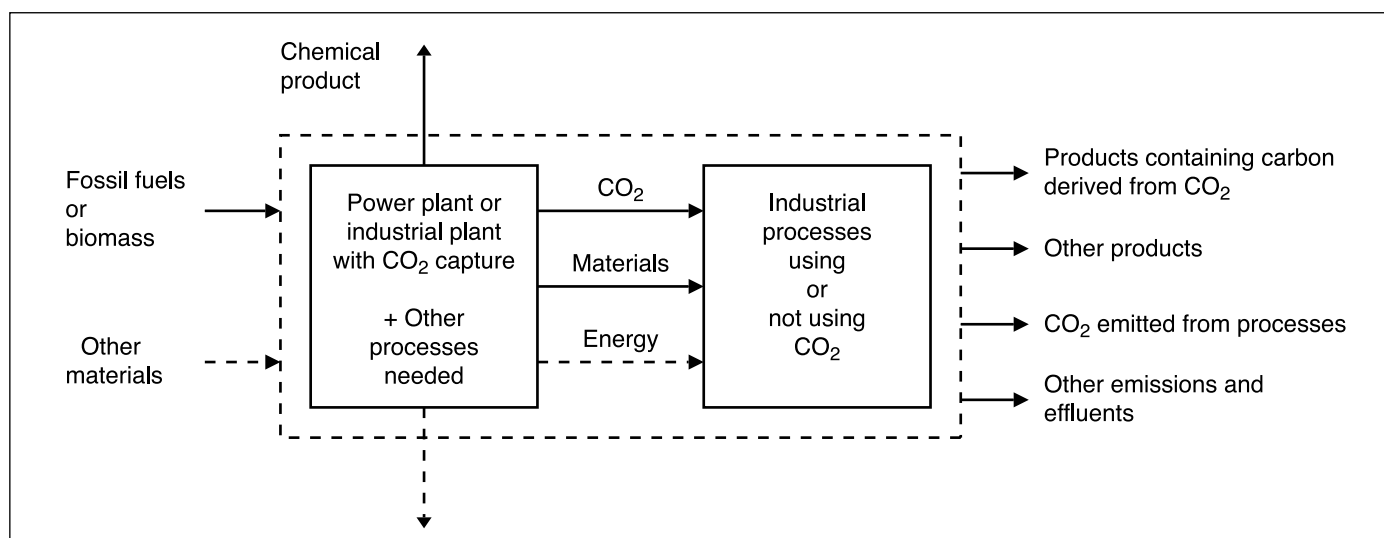 Chemical
product
Fossil fuels
or
biomass
Other
materials
Power plant or
industrial plant
with CO₂ capture
+ Other
processes
needed
CO₂
Materials
Energy
Industrial
processes
using
or
not using
CO₂
Products containing carbon
derived from CO₂
Other products
CO₂ emitted from processes
Other emissions and
effluents